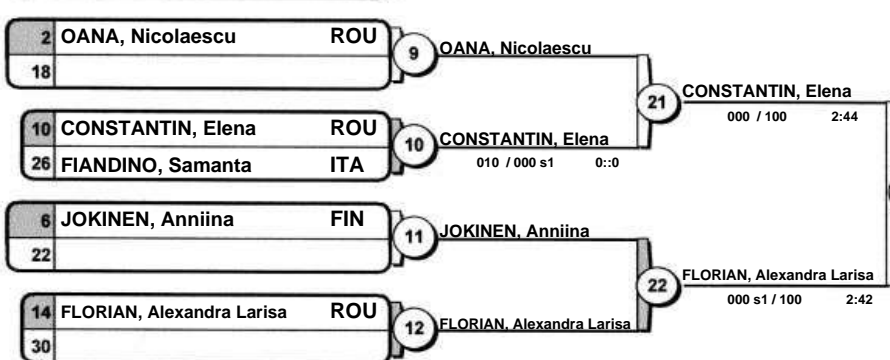 2 OANA, Nicolaescu ROU
18
9 OANA, Nicolaescu
10 CONSTANTIN, Elena ROU
26 FIANDINO, Samanta ITA
10 CONSTANTIN, Elena
010 / 000 s1 0::0
21 CONSTANTIN, Elena
000 / 100 2:44
6 JOKINEN, Anniina FIN
22
11 JOKINEN, Anniina
14 FLORIAN, Alexandra Larisa ROU
30
12 FLORIAN, Alexandra Larisa
22 FLORIAN, Alexandra Larisa
000 s1 / 100 2:42